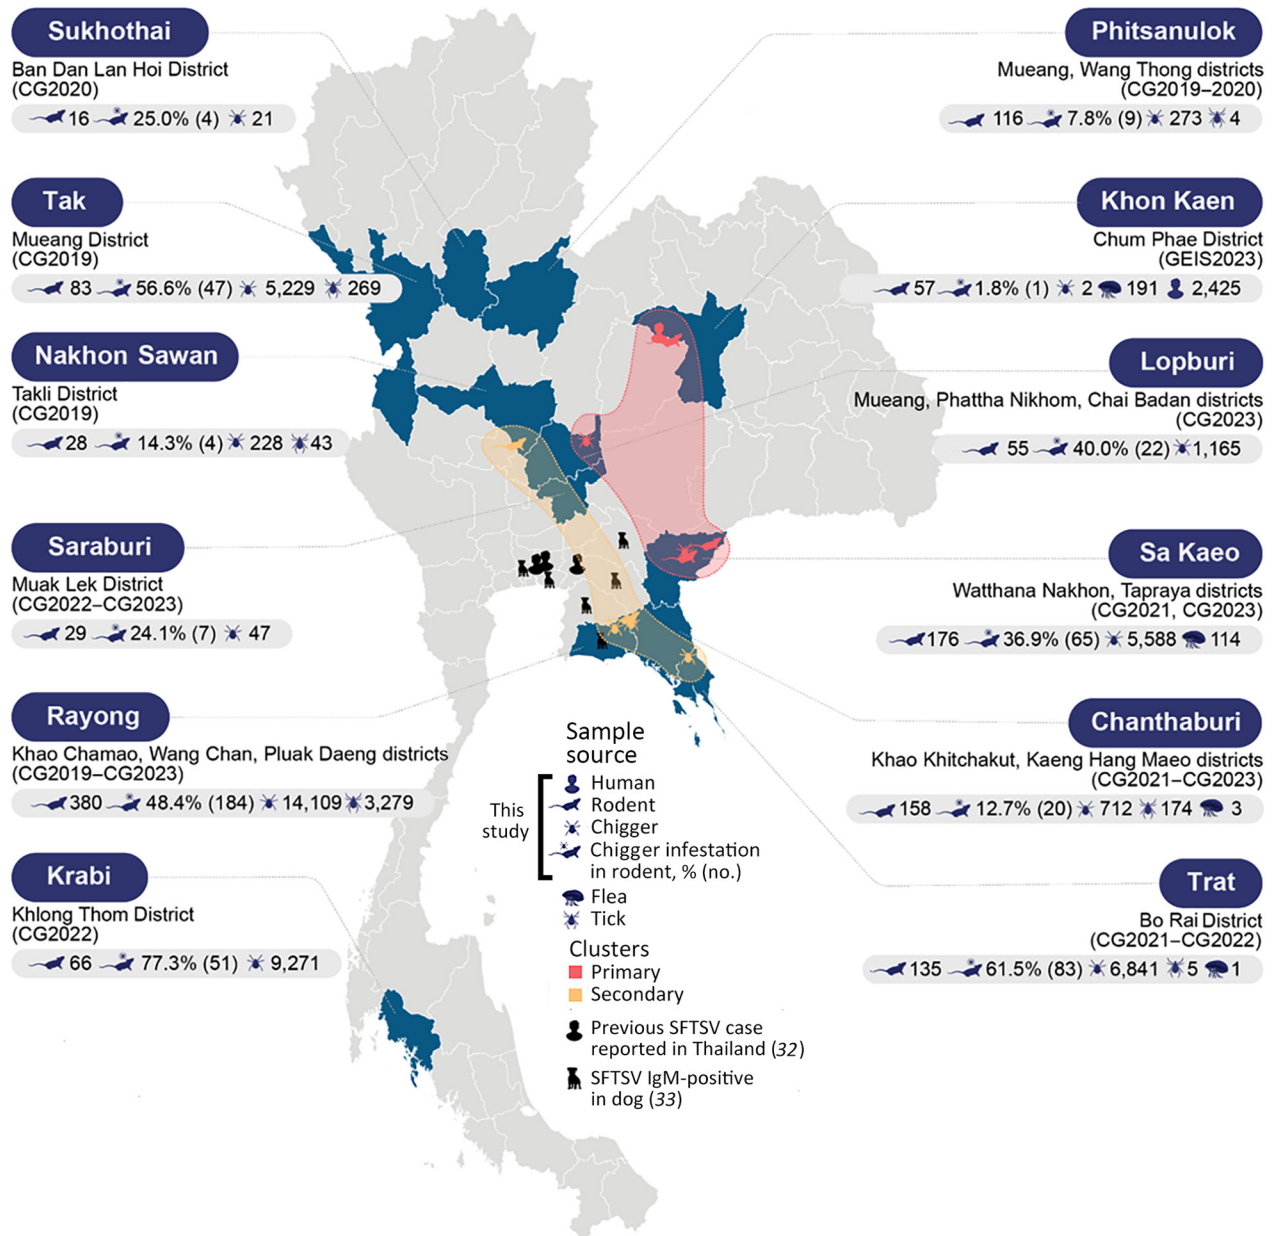 Sukhothai
Ban Dan Lan Hoi District
(CG2020)
16 25.0% (4) 21
Tak
Mueang District
(CG2019)
83 56.6% (47) 5,229 269
Nakhon Sawan
Takli District
(CG2019)
28 14.3% (4) 228 43
Saraburi
Muak Lek District
(CG2022–CG2023)
29 24.1% (7) 47
Rayong
Khao Chamao, Wang Chan, Pluak Daeng districts
(CG2019–CG2023)
380 48.4% (184) 14,109 3,279
Krabi
Khlong Thom District
(CG2022)
66 77.3% (51) 9,271
Phitsanulok
Mueang, Wang Thong districts
(CG2019–2020)
116 7.8% (9) 273 4
Khon Kaen
Chum Phae District
(GEIS2023)
57 1.8% (1) 2 191 2,425
Lopburi
Mueang, Phattha Nikhom, Chai Badan districts
(CG2023)
55 40.0% (22) 1,165
Sa Kaeo
Watthana Nakhon, Tapraya districts
(CG2021, CG2023)
176 36.9% (65) 5,588 114
Chanthaburi
Khao Khitchakut, Kaeng Hang Maeo districts
(CG2021–CG2023)
158 12.7% (20) 712 174 3
Trat
Bo Rai District
(CG2021–CG2022)
135 61.5% (83) 6,841 5 1
Sample
source
This
study
Human
Rodent
Chigger
Chigger infestation
in rodent, % (no.)
Flea
Tick
Clusters
Primary
Secondary
Previous SFTSV case
reported in Thailand (32)
SFTSV IgM-positive
in dog (33)